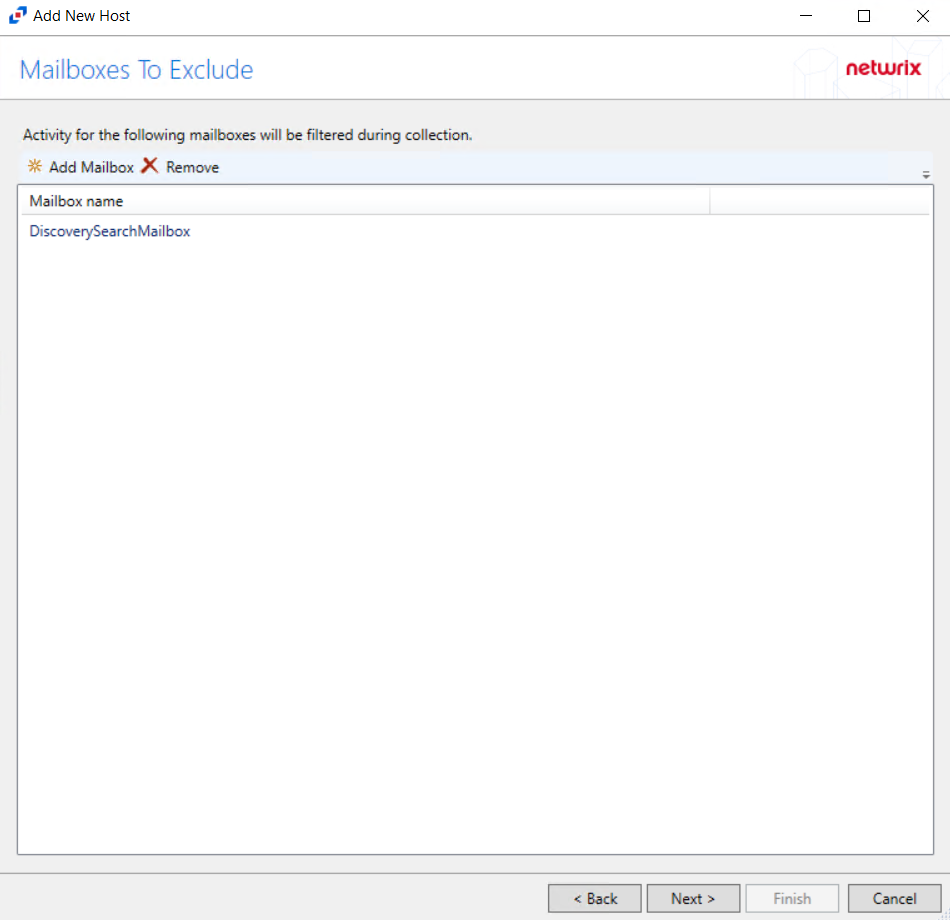 Add New Host
Mailboxes To Exclude
netwrix
Activity for the following mailboxes will be filtered during collection.
Add Mailbox Remove
Mailbox name
DiscoverySearchMailbox
< Back Next > Finish Cancel